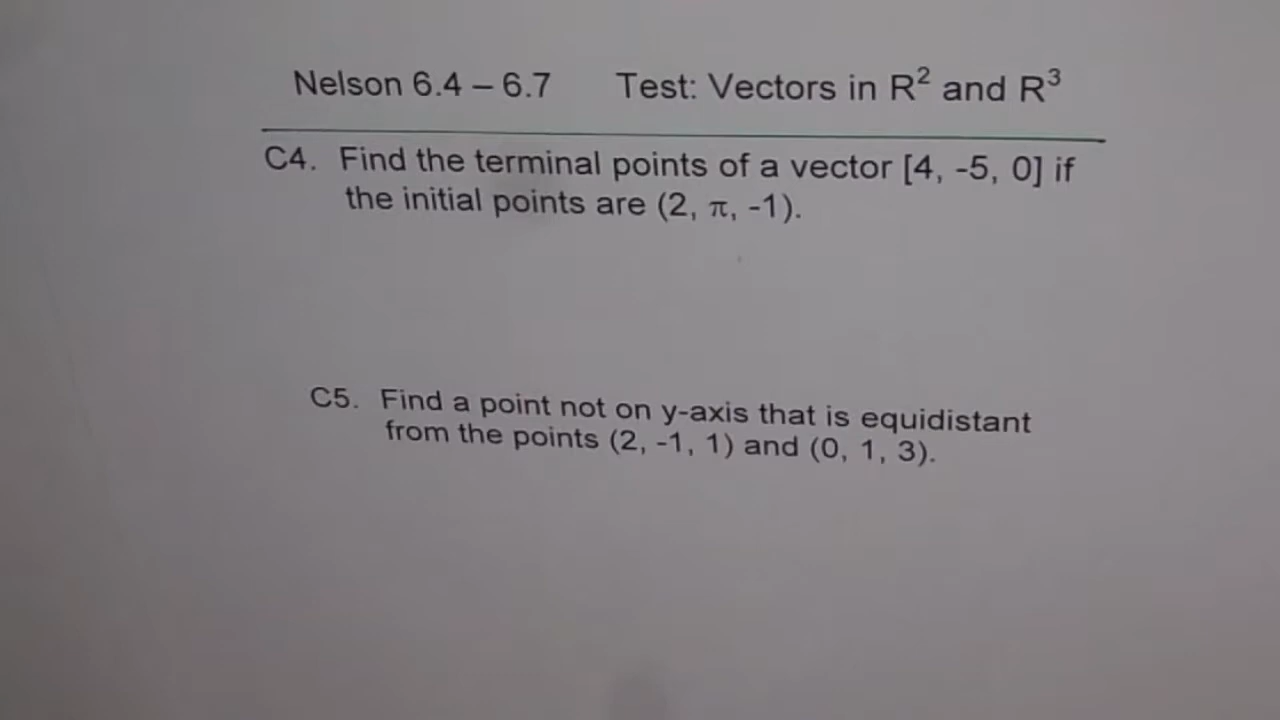 Nelson 6.4 – 6.7 Test: Vectors in R² and R³
C4. Find the terminal points of a vector [4, -5, 0] if
the initial points are (2, π, -1).
C5. Find a point not on y-axis that is equidistant
from the points (2, -1, 1) and (0, 1, 3).